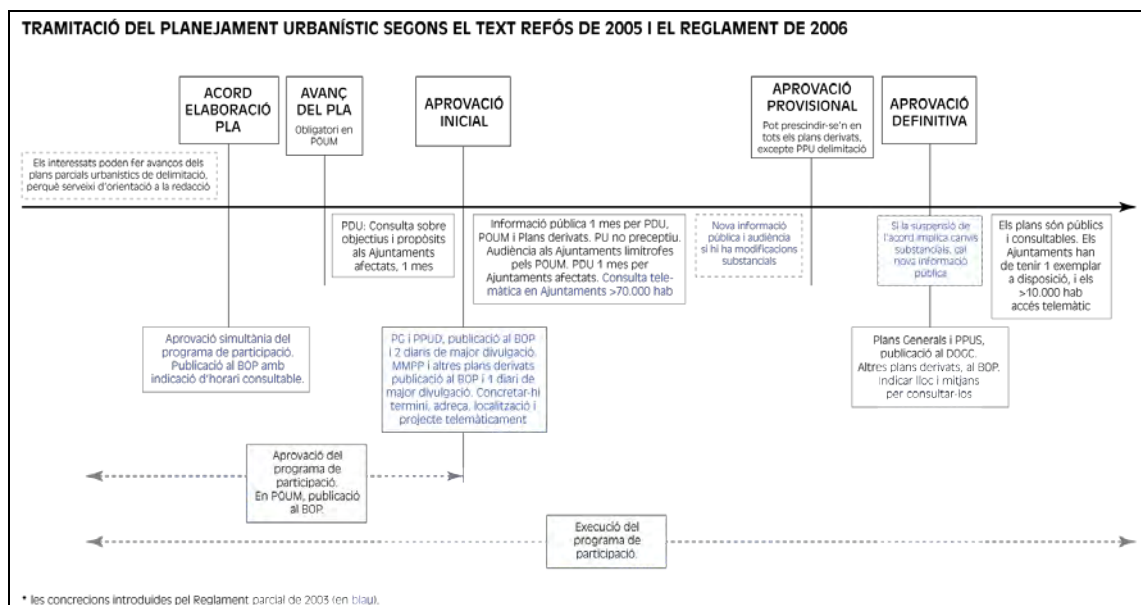 TRAMITACIÓ DEL PLANEJAMENT URBANÍSTIC SEGONS EL TEXT REFÓS DE 2005 I EL REGLAMENT DE 2006
ACORD
ELABORACIÓ
PLA
AVANÇ
DEL PLA
Obligatori en
POUM
APROVACIÓ
INICIAL
APROVACIÓ
PROVISIONAL
Pot prescindir-se'n en
tots els plans derivats,
excepte PPU delimitació
APROVACIÓ
DEFINITIVA
Els interessats poden fer avanços dels
plans parcials urbanístics de delimitació,
perquè serveixi d'orientació a la redacció
PDU: Consulta sobre
objectius i propòsits
als Ajuntaments
afectats, 1 mes
Informació pública 1 mes per PDU,
POUM i Plans derivats. PU no preceptiu.
Audiència als Ajuntaments limítrofes
pels POUM. PDU 1 mes per
Ajuntaments afectats. Consulta tele-
màtica en Ajuntaments >70.000 hab
Nova informació
pública i audiència
si hi ha modificacions
substancials
Si la suspensió de
l'acord implica canvis
substancials, cal
nova informació
pública
Els plans són públics
i consultables. Els
Ajuntaments han
de tenir 1 exemplar
a disposició, i els
>10.000 hab
accés telemàtic
Aprovació simultània del
programa de participació.
Publicació al BOP amb
indicació d'horari consultable.
PG i PPUD, publicació al BOP
i 2 diaris de major divulgació.
MMPP i altres plans derivats
publicació al BOP i 1 diari de
major divulgació. Concretar-hi
termini, adreça, localització i
projecte telemàticament
Plans Generals i PPUS,
publicació al DOGC.
Altres plans derivats, al BOP.
Indicar lloc i mitjans
per consultar-los
Aprovació del
programa de
participació.
En POUM, publicació
al BOP.
Execució del
programa de
participació.
* les concrecions introduïdes pel Reglament parcial de 2003 (en blau).